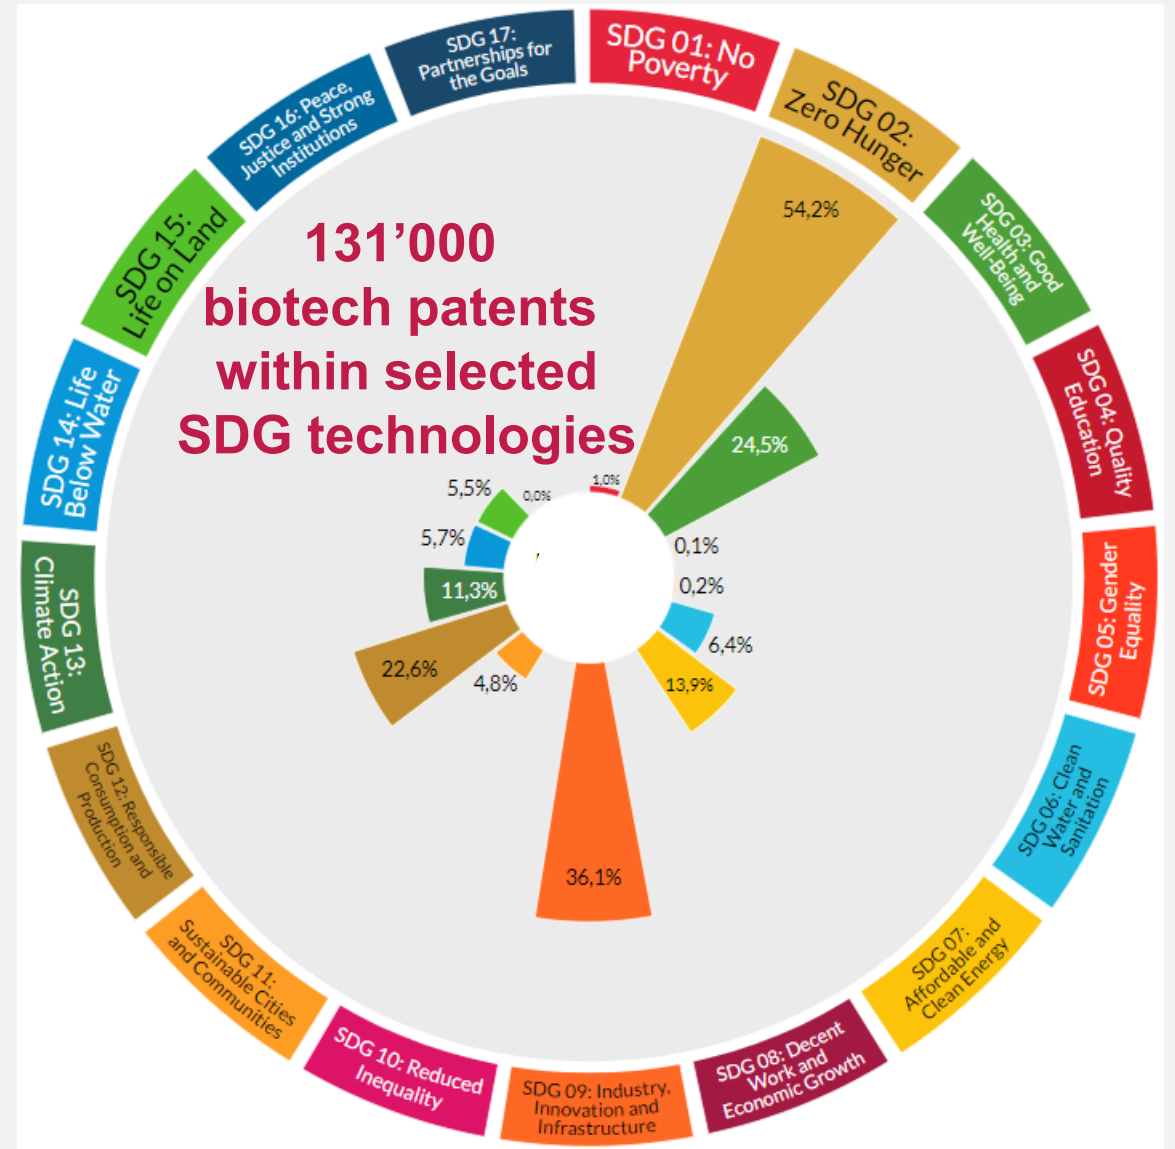 SDG 01: No
Poverty
SDG 02:
Zero Hunger
SDG 03: Good
Health and
Well-Being
SDG 04: Quality
Education
SDG 05: Gender
Equality
SDG 06: Clean
Water and
Sanitation
SDG 07:
Affordable and
Clean Energy
SDG 08: Decent
Work and
Economic Growth
SDG 09: Industry,
Innovation and
Infrastructure
SDG 10: Reduced
Inequality
SDG 11:
Sustainable Cities
and Communities
SDG 12: Responsible
Consumption and
Production
SDG 13:
Climate Action
SDG 14: Life
Below Water
SDG 15:
Life on Land
SDG 16: Peace,
Justice and Strong
Institutions
SDG 17:
Partnerships for
the Goals
131’000
biotech patents
within selected
SDG technologies
1,0%
54,2%
24,5%
0,1%
0,2%
6,4%
13,9%
36,1%
4,8%
22,6%
11,3%
5,7%
5,5%
0,0%